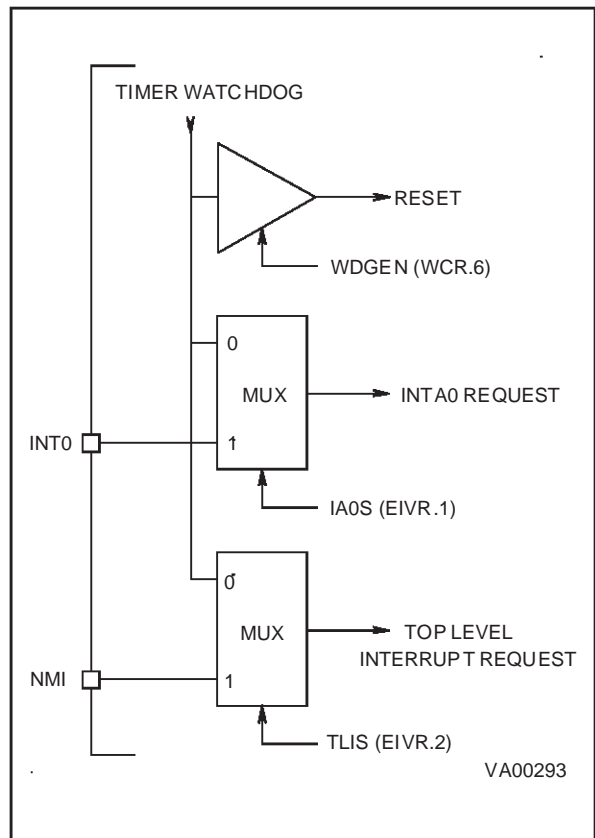 TIMER WATCHDOG
RESET
WDGEN (WCR.6)
0
MUX
INTA0 REQUEST
INT0
1
IA0S (EIVR.1)
0
MUX
TOP LEVEL
INTERRUPT REQUEST
NMI
1
TLIS (EIVR.2)
VA00293